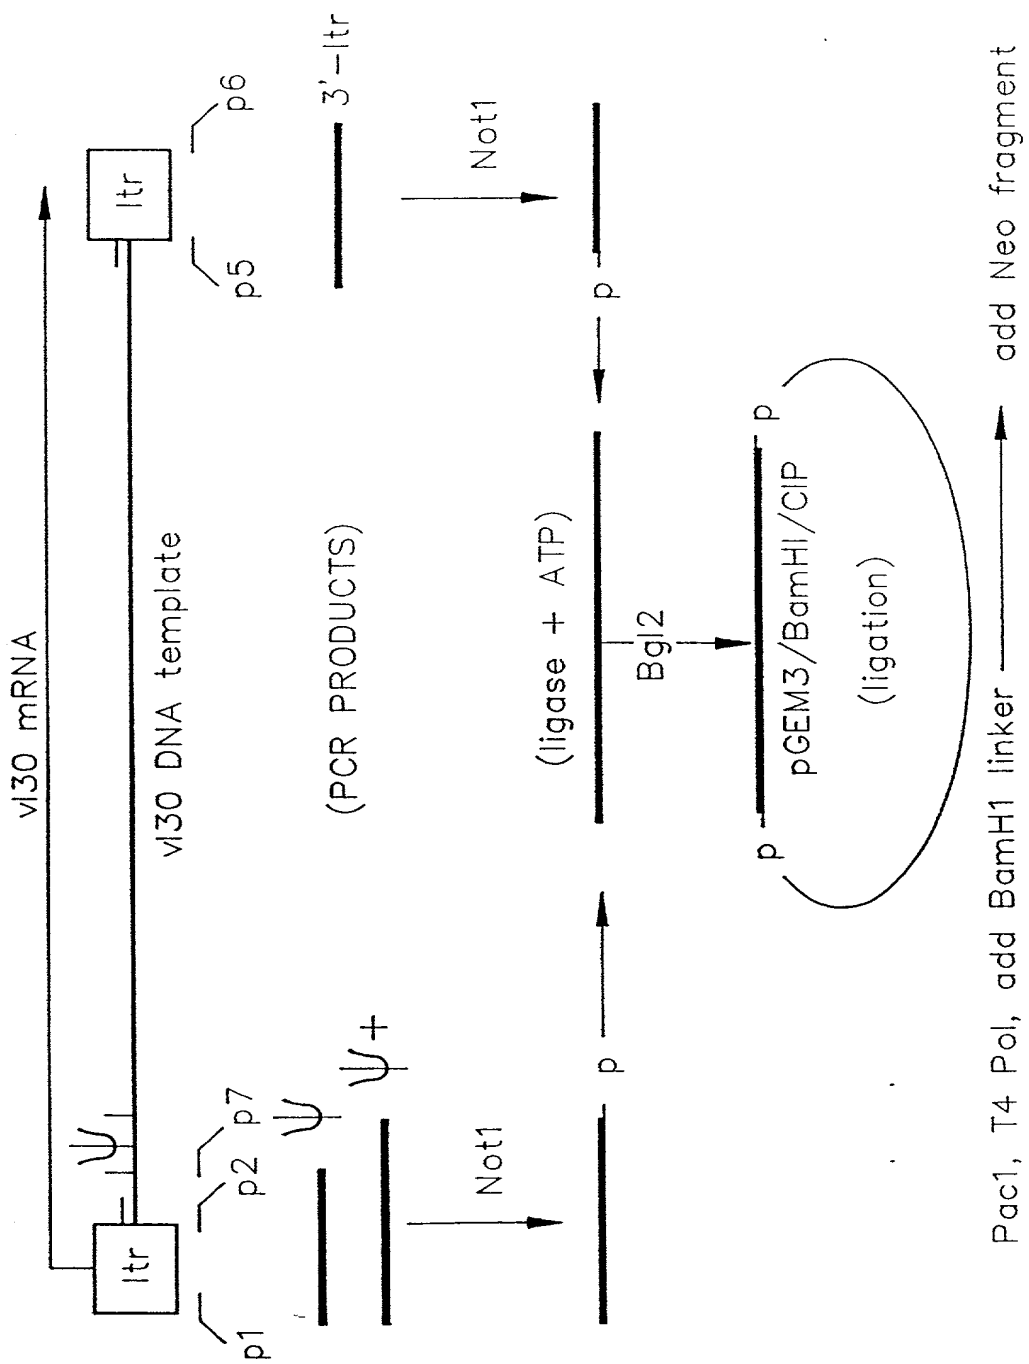 vl30 mRNA
ltr
Ψ
ltr
vl30 DNA template
p1
p2
p7
p5
p6
Ψ
Ψ+
(PCR PRODUCTS)
3'-ltr
Not1
Not1
p
(ligase + ATP)
p
Bgl2
p
p
pGEM3/BamHI/CIP
(ligation)
Pac1, T4 Pol, add BamH1 linker
add Neo fragment